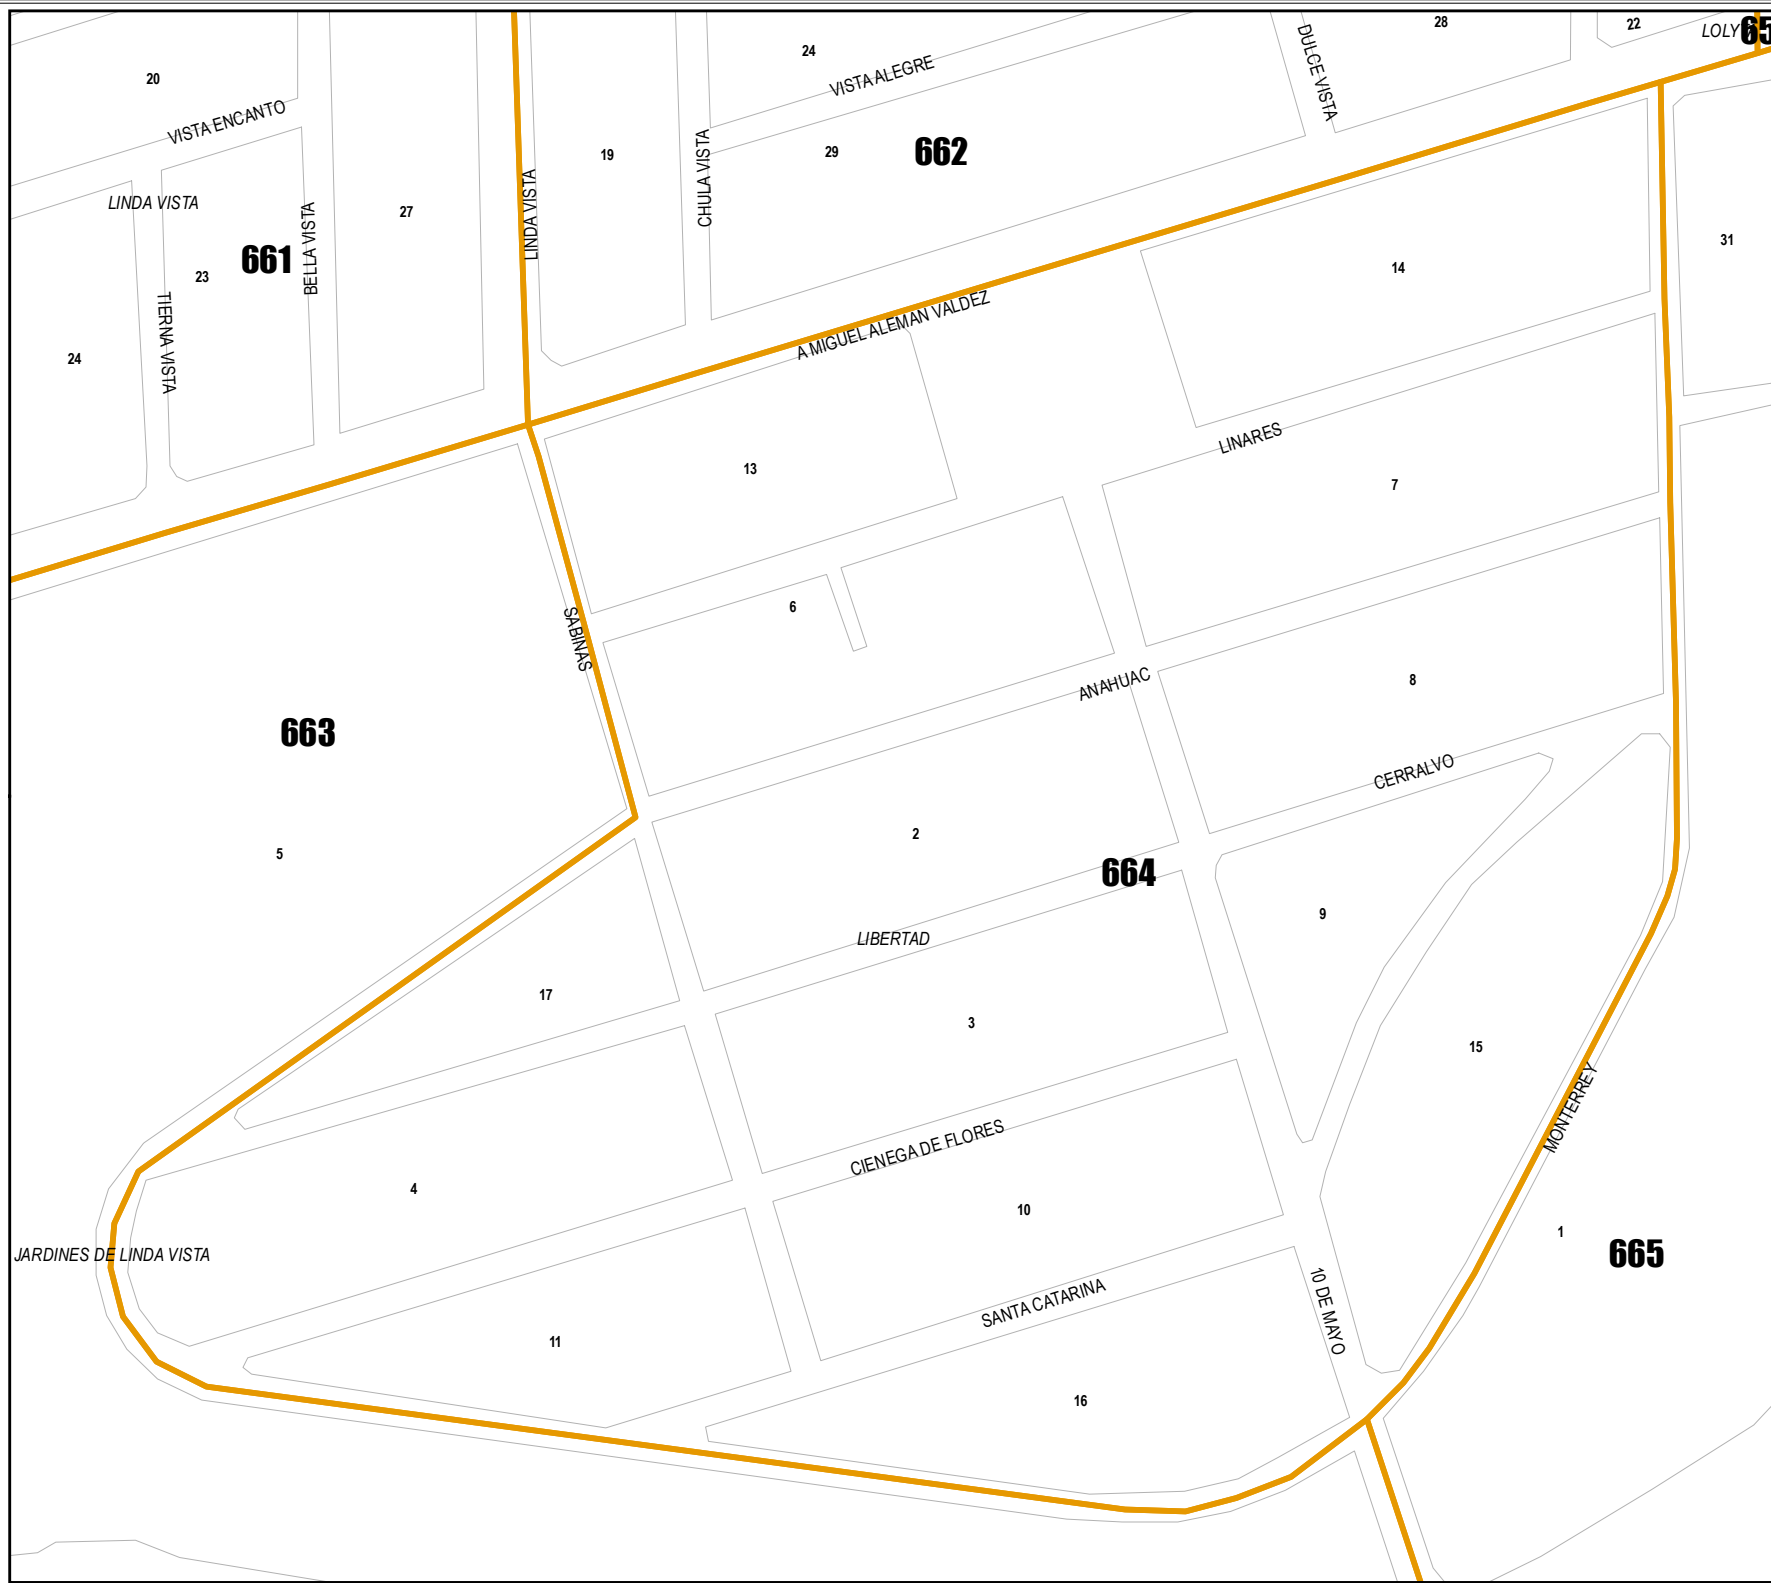 28
22
LOLY
65
24
VISTA ALEGRE
DULCE VISTA
20
VISTA ENCANTO
19
CHULA VISTA
29
662
LINDA VISTA
LINDA VISTA
27
BELLA VISTA
31
661
23
14
TIERNA VISTA
A MIGUEL ALEMAN VALDEZ
24
LINARES
13
7
6
SABINAS
ANAHUAC
8
663
CERRALVO
2
5
664
9
LIBERTAD
17
3
15
MONTERREY
CIENEGA DE FLORES
4
10
1
JARDINES DE LINDA VISTA
665
SANTA CATARINA
10 DE MAYO
11
16